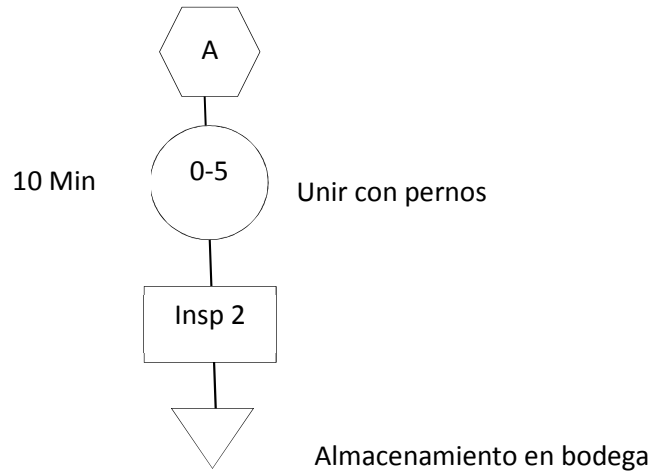 A
10 Min
0-5
Unir con pernos
Insp 2
Almacenamiento en bodega